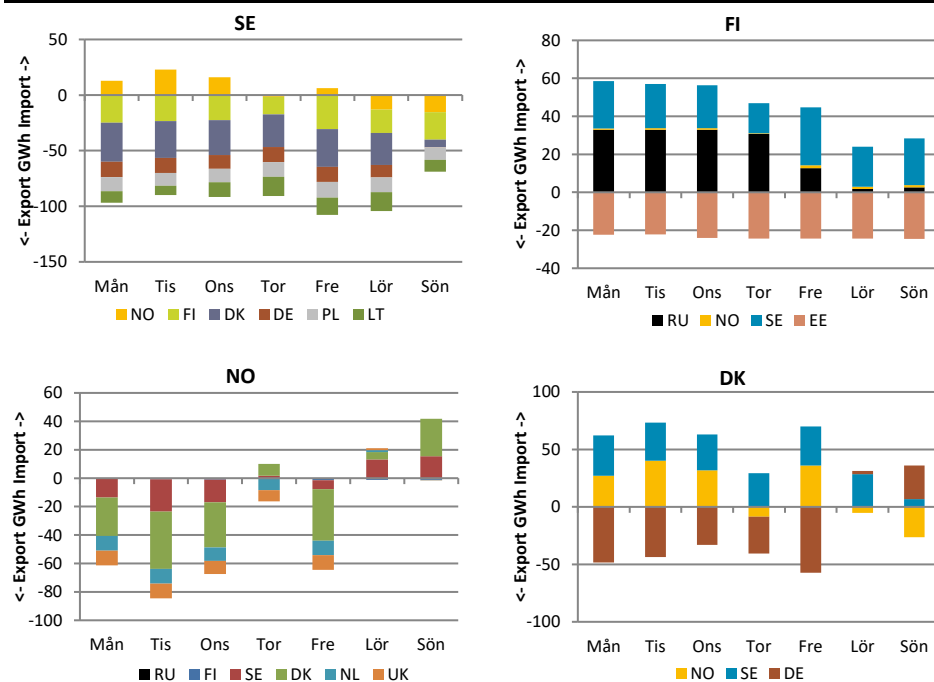 SE
<- Export GWh Import ->
50
0
-50
-100
-150
Mån Tis Ons Tor Fre Lör Sön
NO FI DK DE PL LT
FI
<- Export GWh Import ->
80
60
40
20
0
-20
-40
Mån Tis Ons Tor Fre Lör Sön
RU NO SE EE
NO
<- Export GWh Import ->
60
40
20
0
-20
-40
-60
-80
-100
Mån Tis Ons Tor Fre Lör Sön
RU FI SE DK NL UK
DK
<- Export GWh Import ->
100
50
0
-50
-100
Mån Tis Ons Tor Fre Lör Sön
NO SE DE